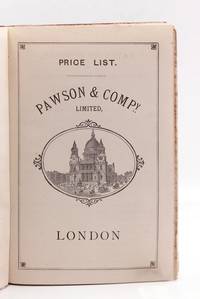 PRICE LIST.
PAWSON & COMPY.
LIMITED,
LONDON